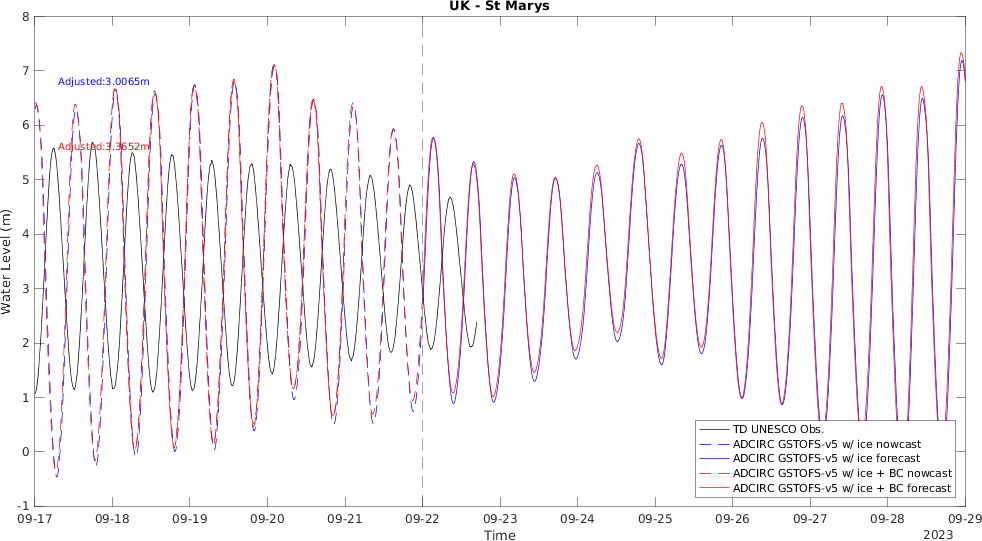 UK - St Marys
8
7
6
5
4
3
2
1
0
-1
Water Level (m)
Adjusted:3.0065m
Adjusted:3.3652m
TD UNESCO Obs.
ADCIRC GSTOFS-v5 w/ ice nowcast
ADCIRC GSTOFS-v5 w/ ice forecast
ADCIRC GSTOFS-v5 w/ ice + BC nowcast
ADCIRC GSTOFS-v5 w/ ice + BC forecast
09-17 09-18 09-19 09-20 09-21 09-22 09-23 09-24 09-25 09-26 09-27 09-28 09-29
Time
2023